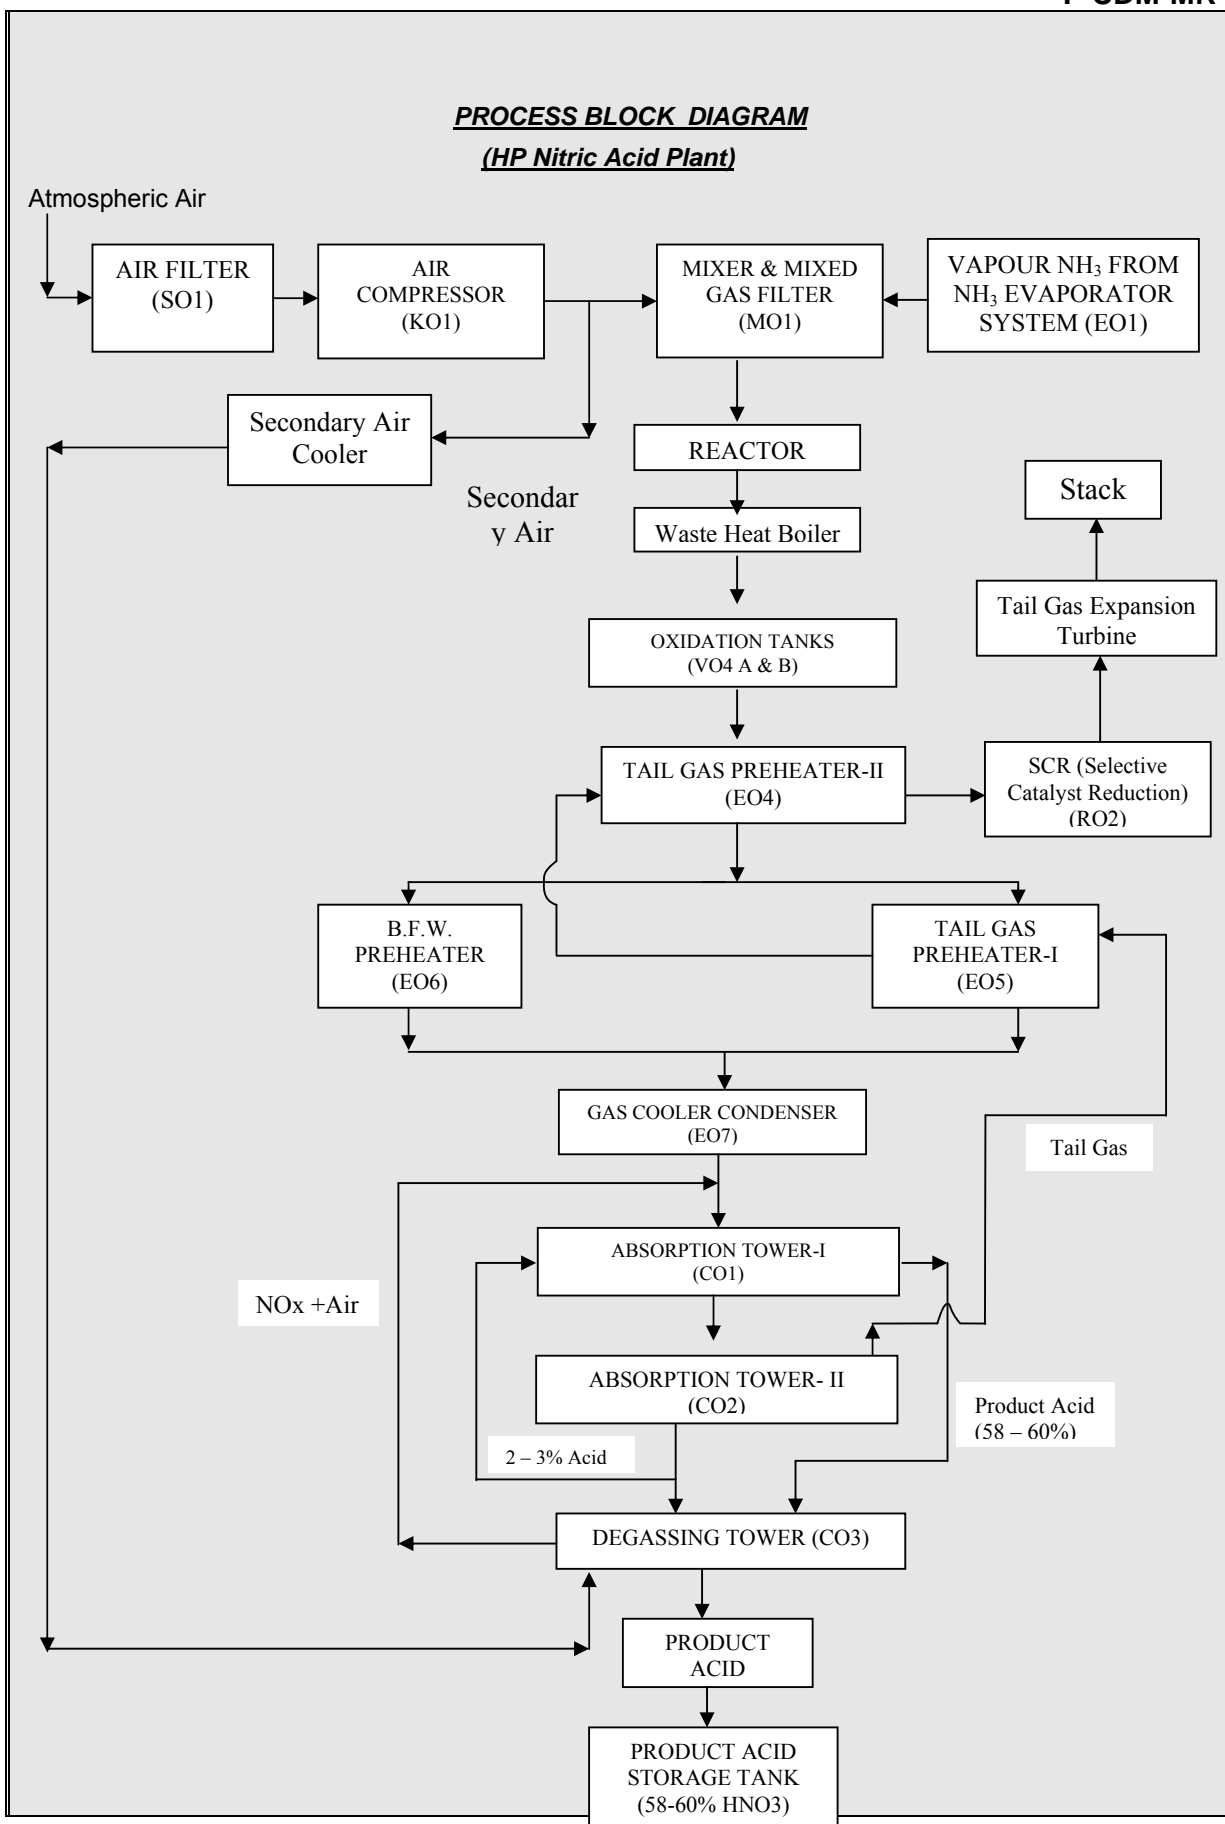 PROCESS BLOCK DIAGRAM
(HP Nitric Acid Plant)
Atmospheric Air
AIR FILTER
(SO1)
AIR
COMPRESSOR
(KO1)
MIXER & MIXED
GAS FILTER
(MO1)
VAPOUR NH₃ FROM
NH₃ EVAPORATOR
SYSTEM (EO1)
Secondary Air
Cooler
REACTOR
Secondar
y Air
Stack
Waste Heat Boiler
Tail Gas Expansion
Turbine
OXIDATION TANKS
(VO4 A & B)
TAIL GAS PREHEATER-II
(EO4)
SCR (Selective
Catalyst Reduction)
(RO2)
B.F.W.
PREHEATER
(EO6)
TAIL GAS
PREHEATER-I
(EO5)
GAS COOLER CONDENSER
(EO7)
Tail Gas
ABSORPTION TOWER-I
(CO1)
NOx +Air
ABSORPTION TOWER- II
(CO2)
Product Acid
(58 – 60%)
2 – 3% Acid
DEGASSING TOWER (CO3)
PRODUCT
ACID
PRODUCT ACID
STORAGE TANK
(58-60% HNO3)